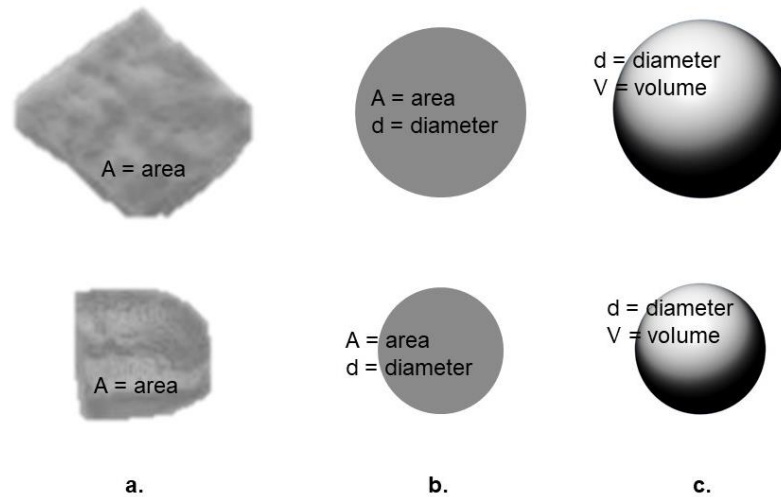 A = area
A = area
d = diameter
d = diameter
V = volume
A = area
A = area
d = diameter
d = diameter
V = volume
a.
b.
c.